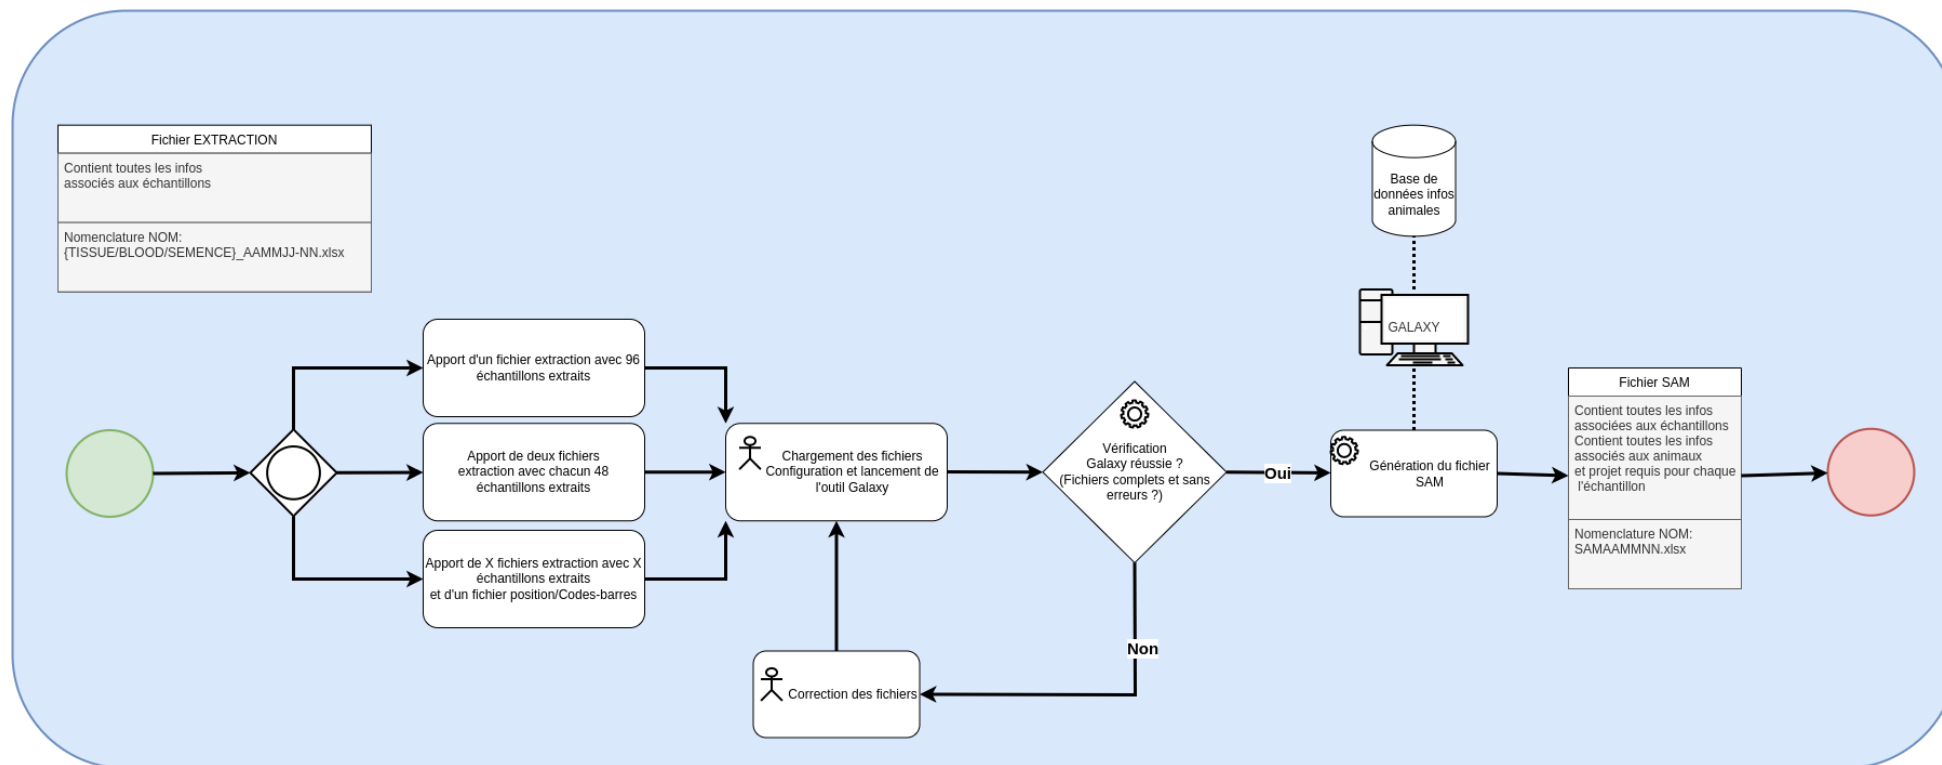 Fichier EXTRACTION
Contient toutes les infos
associés aux échantillons
Nomenclature NOM:
{TISSUE/BLOOD/SEMENCE}_AAMMJJ-NN.xlsx
Apport d'un fichier extraction avec 96
échantillons extraits
Apport de deux fichiers
extraction avec chacun 48
échantillons extraits
Apport de X fichiers extraction avec X
échantillons extraits
et d'un fichier position/Codes-barres
Chargement des fichiers
Configuration et lancement de
l'outil Galaxy
Correction des fichiers
Vérification
Galaxy réussie ?
(Fichiers complets et sans
erreurs ?)
Oui
Non
Base de
données infos
animales
GALAXY
Génération du fichier
SAM
Fichier SAM
Contient toutes les infos
associées aux échantillons
Contient toutes les infos
associés aux animaux
et projet requis pour chaque
l'échantillon
Nomenclature NOM:
SAMAAMMNN.xlsx